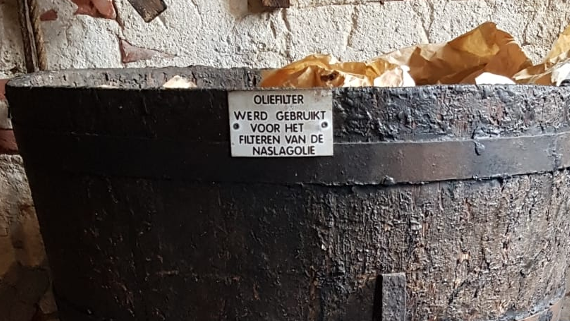 OLIEFILTER
WERD GEBRUIKT
VOOR HET
FILTEREN VAN DE
NASLAGOLIE